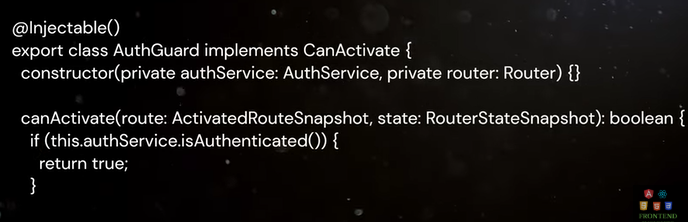 @Injectable()
export class AuthGuard implements CanActivate {
constructor(private authService: AuthService, private router: Router) {}
canActivate(route: ActivatedRouteSnapshot, state: RouterStateSnapshot): boolean {
if (this.authService.isAuthenticated()) {
return true;
}
FRONTEND